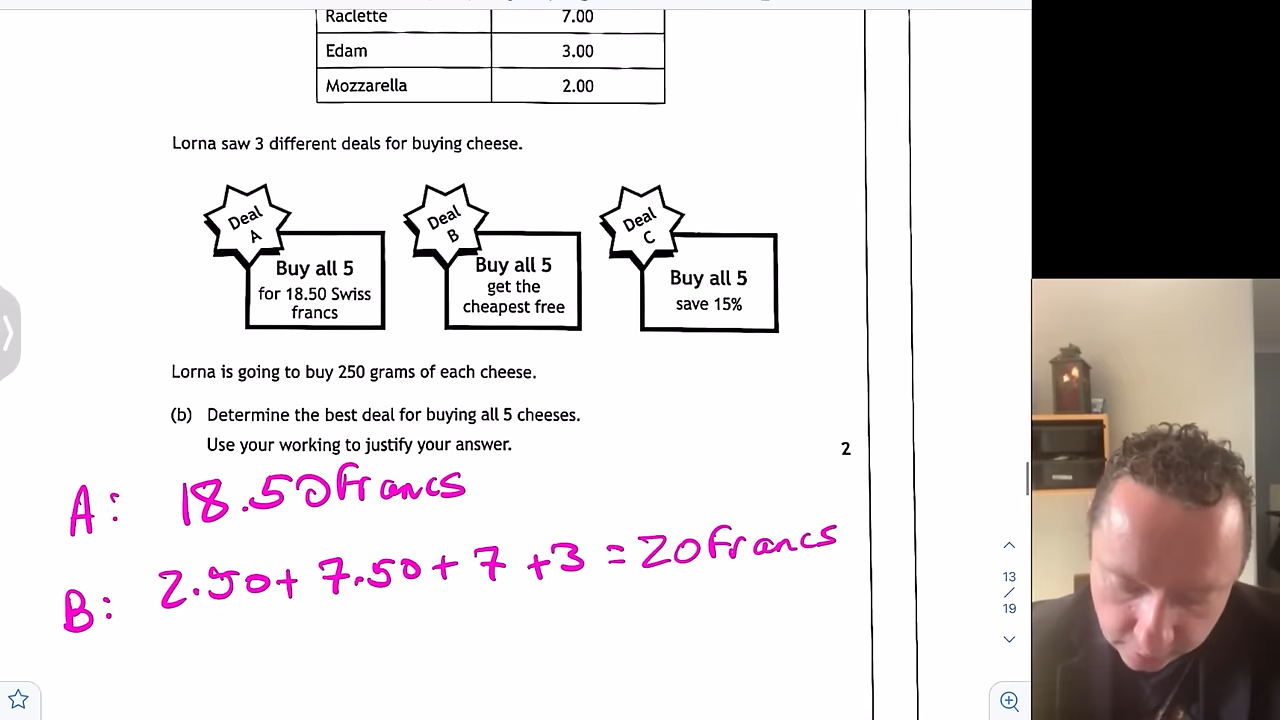 Raclette 7.00
Edam 3.00
Mozzarella 2.00
Lorna saw 3 different deals for buying cheese.
Deal A
Buy all 5
for 18.50 Swiss
francs
Deal B
Buy all 5
get the
cheapest free
Deal C
Buy all 5
save 15%
Lorna is going to buy 250 grams of each cheese.
(b) Determine the best deal for buying all 5 cheeses.
Use your working to justify your answer.
2
A: 18.50 francs
B: 2.50 + 7.50 + 7 + 3 = 20 francs
13
/
19